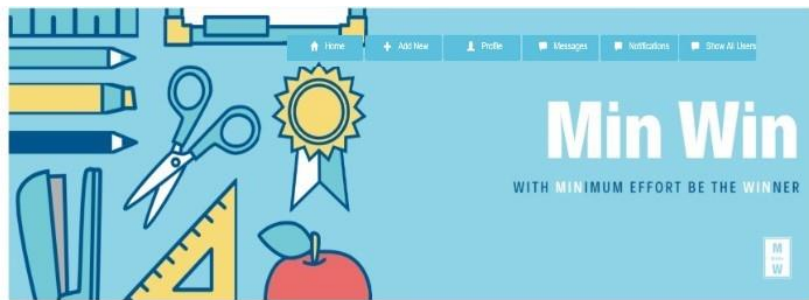 Home Add New Profile Messages Notifications Show All Users
Min Win
WITH MINIMUM EFFORT BE THE WINNER
M
W